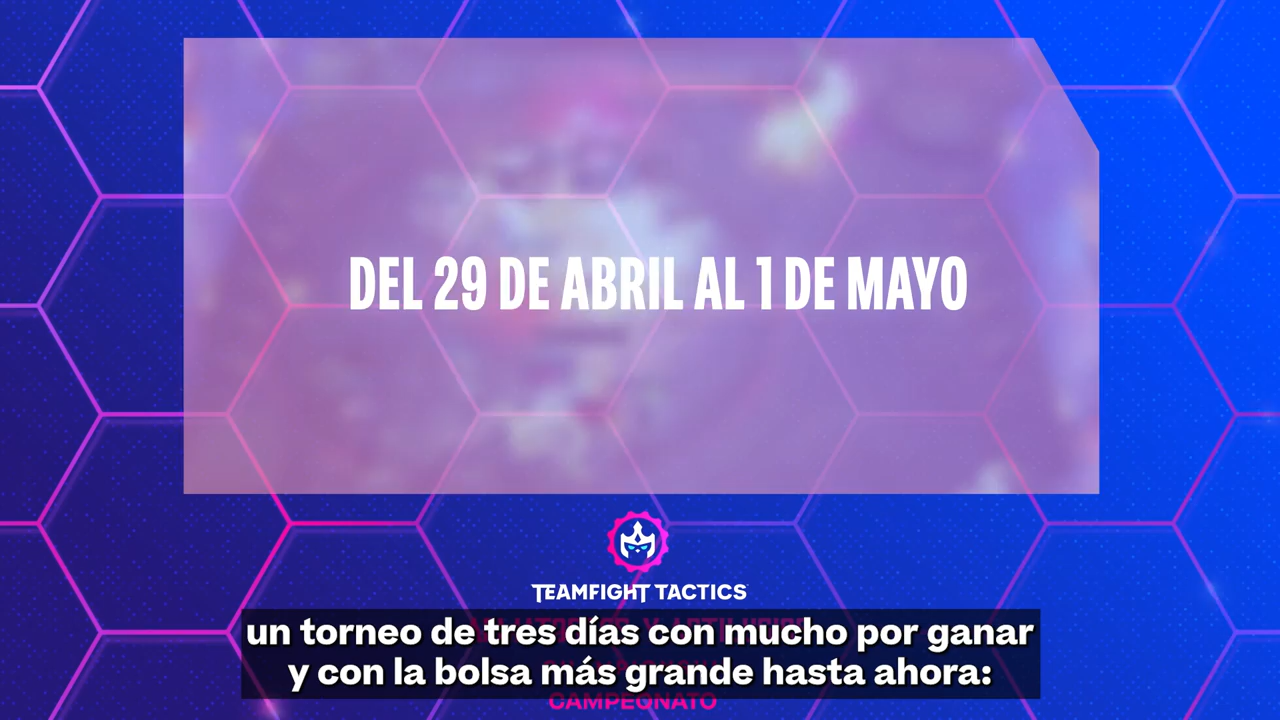 DEL 29 DE ABRIL AL 1 DE MAYO
TEAMFIGHT TACTICS
un torneo de tres días con mucho por ganar
y con la bolsa más grande hasta ahora:
CAMPEONATO